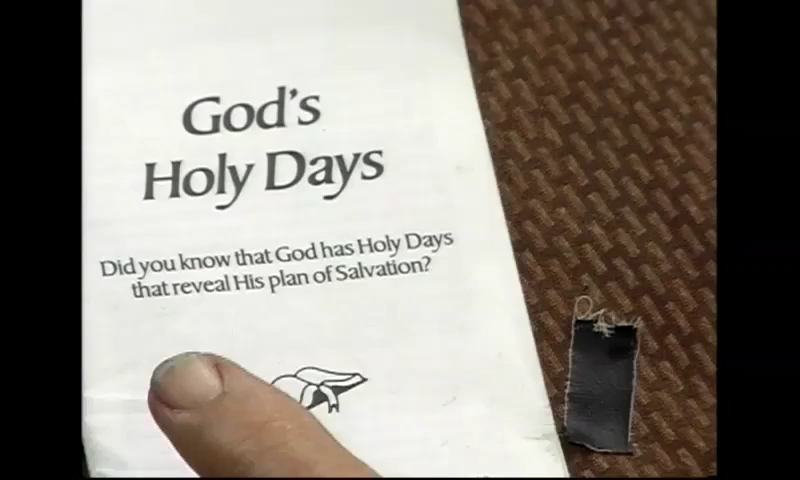 God's
Holy Days
Did you know that God has Holy Days
that reveal His plan of Salvation?